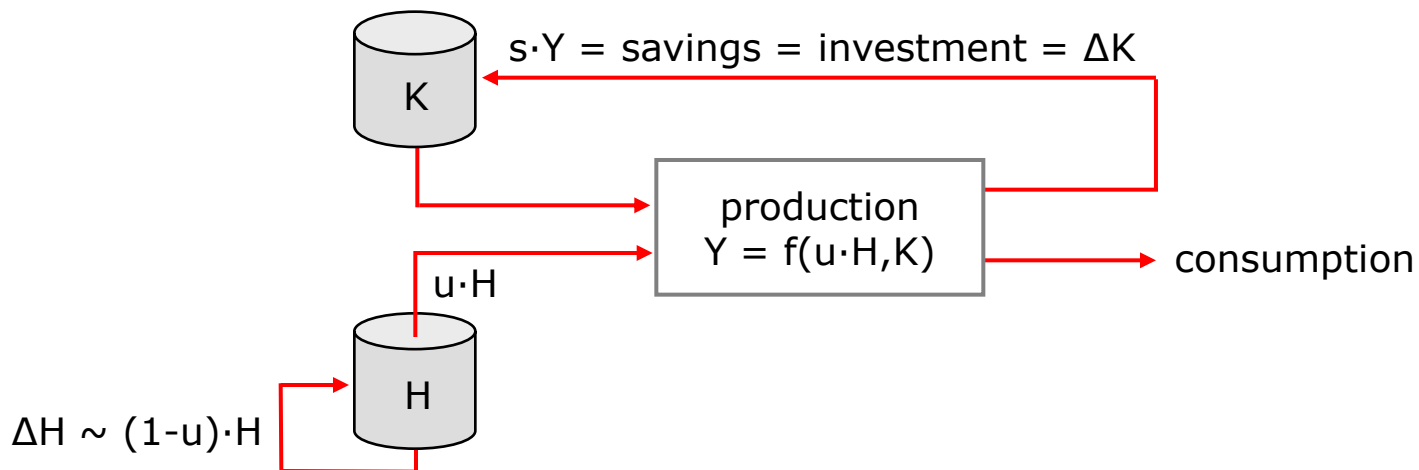 s·Y = savings = investment = ΔK
K
production
Y = f(u·H,K)
consumption
u·H
H
ΔH ~ (1-u)·H